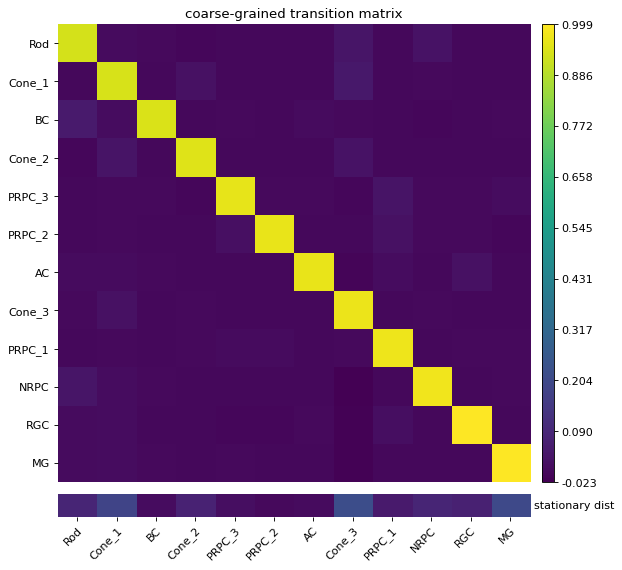 coarse-grained transition matrix
Rod
Cone_1
BC
Cone_2
PRPC_3
PRPC_2
AC
Cone_3
PRPC_1
NRPC
RGC
MG
0.999
0.886
0.772
0.658
0.545
0.431
0.317
0.204
0.090
-0.023
stationary dist
Rod
Cone_1
BC
Cone_2
PRPC_3
PRPC_2
AC
Cone_3
PRPC_1
NRPC
RGC
MG